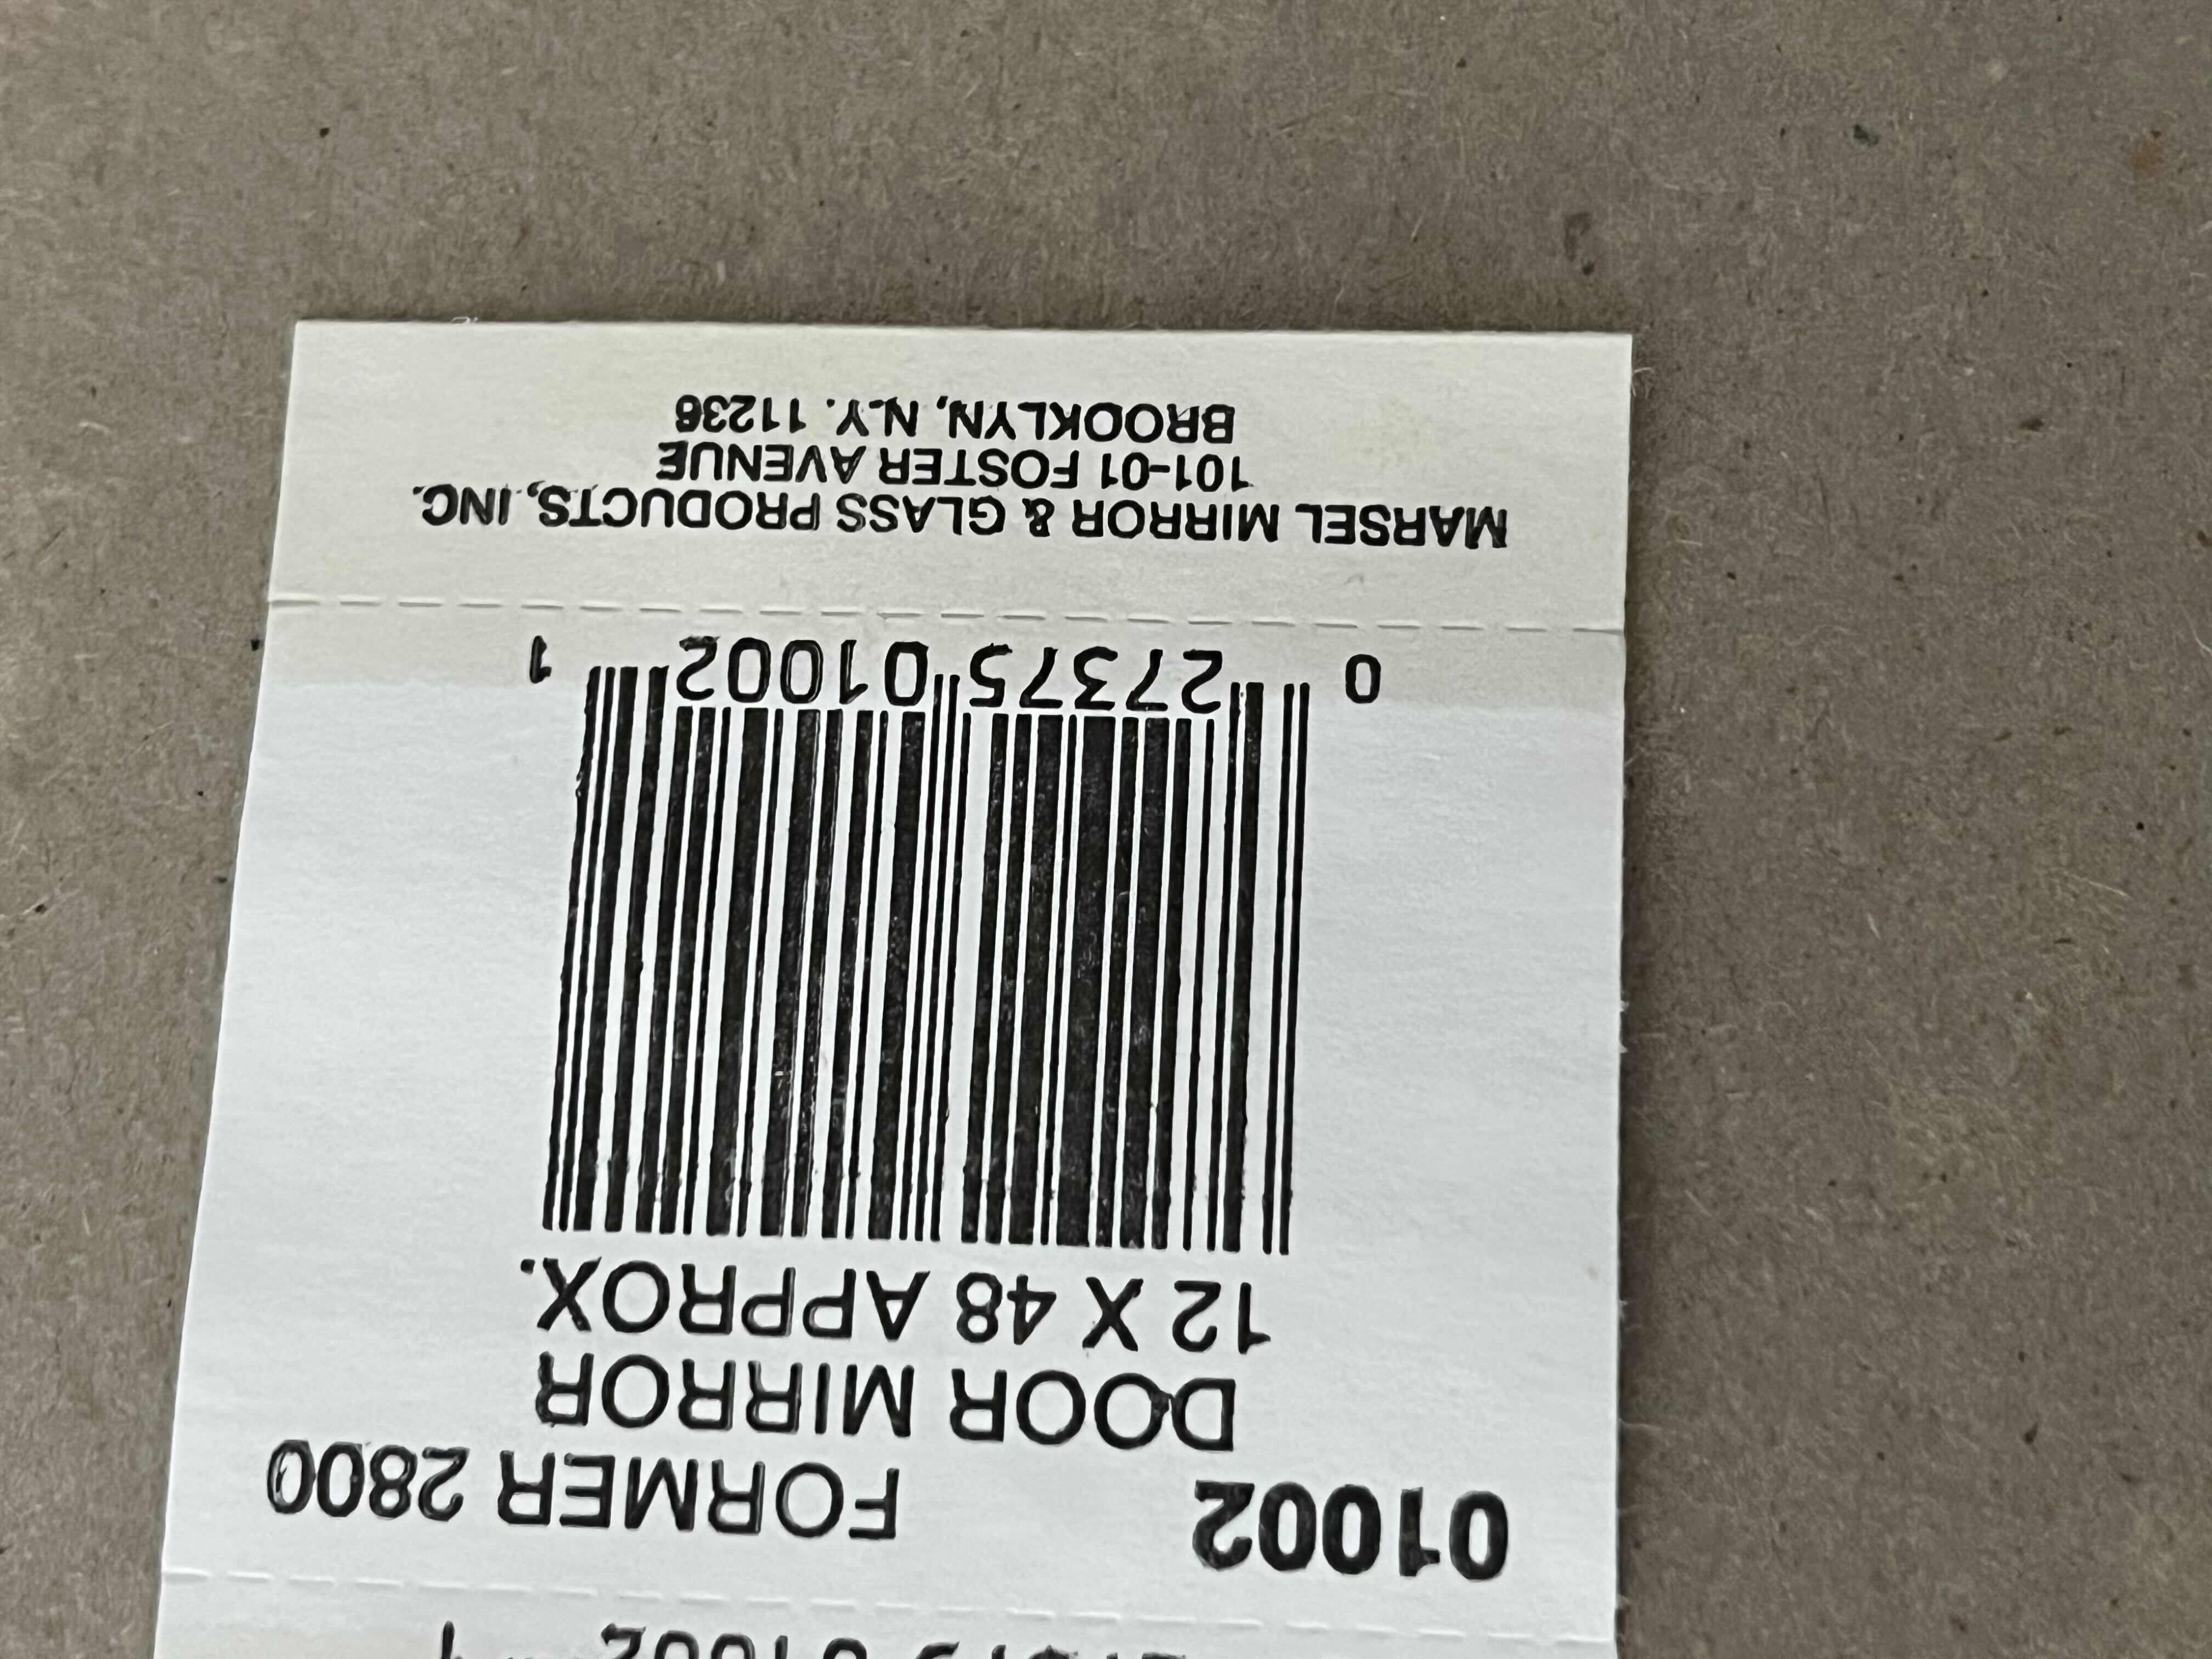 01002 FORMER 2800
DOOR MIRROR
12 X 48 APPROX.
0 27375 01002 1
MARSEL MIRROR & GLASS PRODUCTS, INC.
101-01 FOSTER AVENUE
BROOKLYN, N.Y. 11236